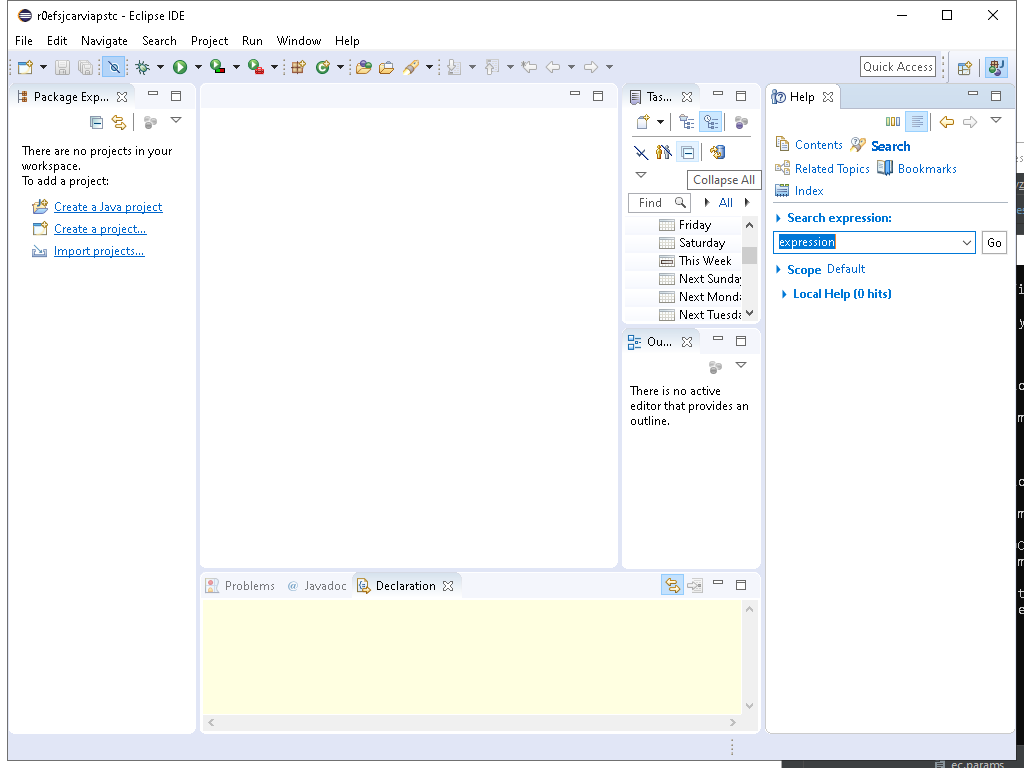 r0efsjcarviapstc - Eclipse IDE
File Edit Navigate Search Project Run Window Help
Quick Access
Package Exp...
There are no projects in your
workspace.
To add a project:
Create a Java project
Create a project...
Import projects...
Tas...
Collapse All
Find
All
Friday
Saturday
This Week
Next Sunday
Next Monda
Next Tuesda
Ou...
There is no active
editor that provides an
outline.
Problems
@ Javadoc
Declaration
Help
Contents
Search
Related Topics
Bookmarks
Index
Search expression:
expression
Go
Scope Default
Local Help (0 hits)
ec.params